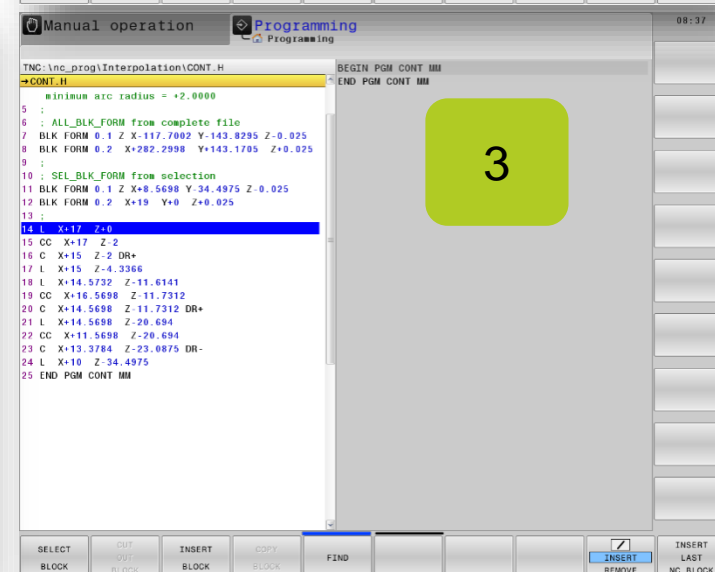 Manual operation
Programming
Programming
08:37
TNC:\nc_prog\Interpolation\CONT.H
→CONT.H
minimum arc radius = +2.0000
5 ;
6 ; ALL_BLK_FORM from complete file
7 BLK FORM 0.1 Z X-117.7002 Y-143.8295 Z-0.025
8 BLK FORM 0.2 X+282.2998 Y+143.1705 Z+0.025
9 ;
10 ; SEL_BLK_FORM from selection
11 BLK FORM 0.1 Z X+8.5698 Y-34.4975 Z-0.025
12 BLK FORM 0.2 X+19 Y+0 Z+0.025
13 ;
14 L X+17 Z+0
15 CC X+17 Z-2
16 C X+15 Z-2 DR+
17 L X+15 Z-4.3366
18 L X+14.5732 Z-11.6141
19 CC X+16.5698 Z-11.7312
20 C X+14.5698 Z-11.7312 DR+
21 L X+14.5698 Z-20.694
22 CC X+11.5698 Z-20.694
23 C X+13.3784 Z-23.0875 DR-
24 L X+10 Z-34.4975
25 END PGM CONT MM
BEGIN PGM CONT MM
END PGM CONT MM
3
SELECT
BLOCK
CUT
OUT
BLOCK
INSERT
BLOCK
COPY
BLOCK
FIND
INSERT
REMOVE
INSERT
LAST
NC BLOCK